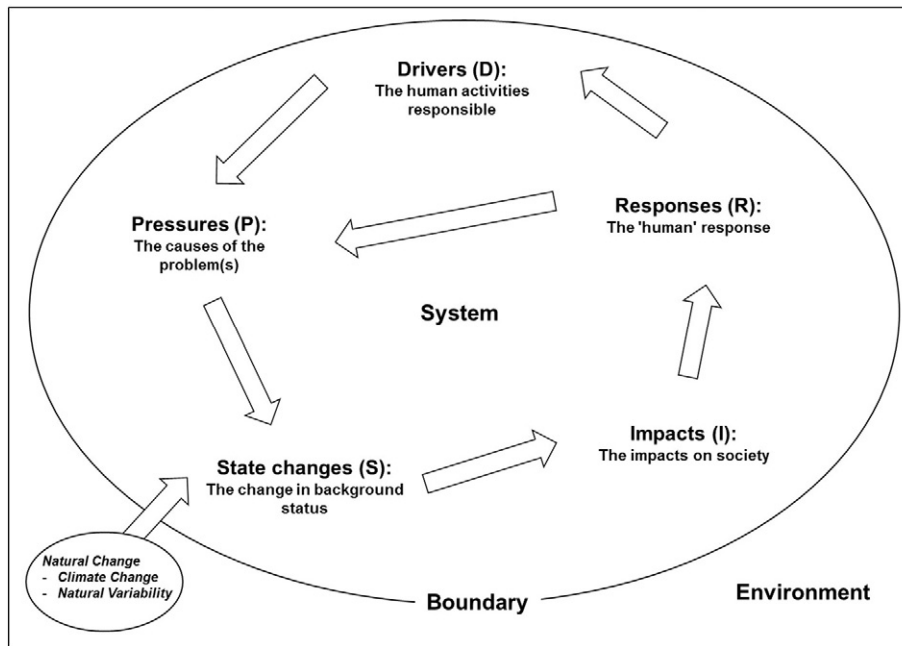 Drivers (D):
The human activities
responsible
Pressures (P):
The causes of the
problem(s)
Responses (R):
The 'human' response
System
State changes (S):
The change in background
status
Impacts (I):
The impacts on society
Natural Change
- Climate Change
- Natural Variability
Boundary
Environment